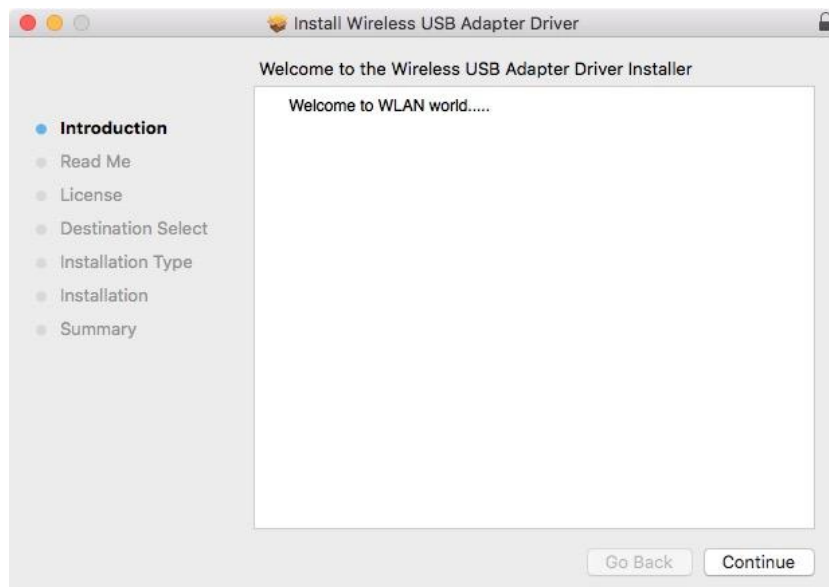 Install Wireless USB Adapter Driver
Welcome to the Wireless USB Adapter Driver Installer
Introduction
Read Me
License
Destination Select
Installation Type
Installation
Summary
Welcome to WLAN world.....
Go Back
Continue